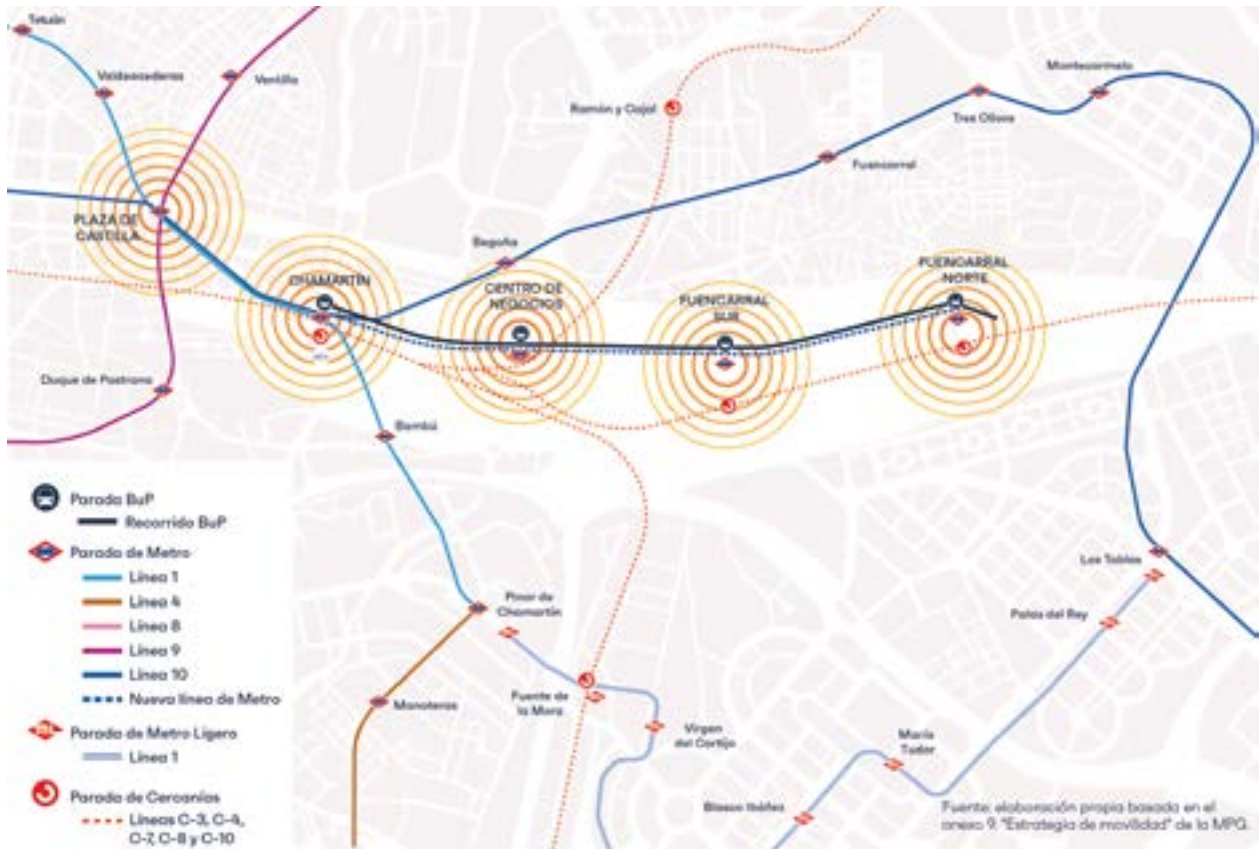 Tetuán
Valdeacederas
Ventilla
Ramón y Cajal
Montecarmelo
Tres Olivos
Fuencarral
PLAZA DE
CASTILLA
Begoña
CHAMARTÍN
CENTRO DE
NEGOCIOS
FUENCARRAL
SUR
FUENCARRAL
NORTE
Duque de Pastrana
Bambú
Pinar de
Chamartín
Las Tablas
Palas del Rey
Manoteras
Fuente de
la Mora
Virgen
del Cortijo
María
Tudor
Blasco Ibáñez
Parada BuP
Recorrido BuP
Parada de Metro
Línea 1
Línea 4
Línea 8
Línea 9
Línea 10
Nueva línea de Metro
Parada de Metro Ligero
Línea 1
Parada de Cercanías
Líneas C-3, C-4,
C-7, C-8 y C-10
Fuente: elaboración propia basada en el
anexo 9. "Estrategia de movilidad" de la MPG.